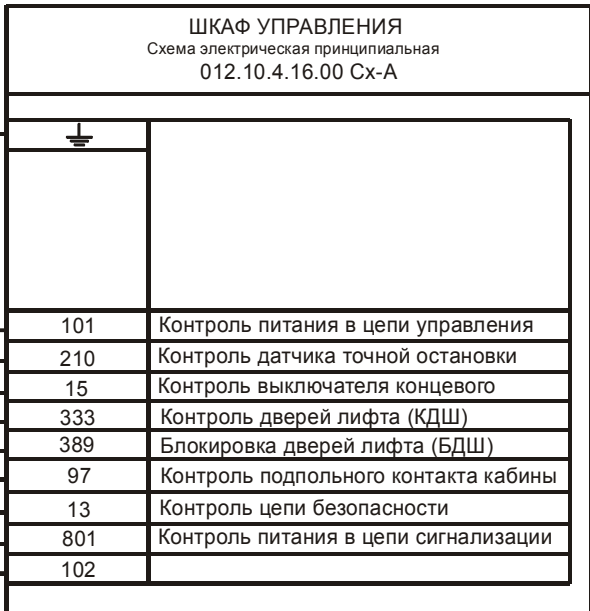 ШКАФ УПРАВЛЕНИЯ
Схема электрическая принципиальная
012.10.4.16.00 Сх-А
101 Контроль питания в цепи управления
210 Контроль датчика точной остановки
15 Контроль выключателя концевого
333 Контроль дверей лифта (КДШ)
389 Блокировка дверей лифта (БДШ)
97 Контроль подпольного контакта кабины
13 Контроль цепи безопасности
801 Контроль питания в цепи сигнализации
102